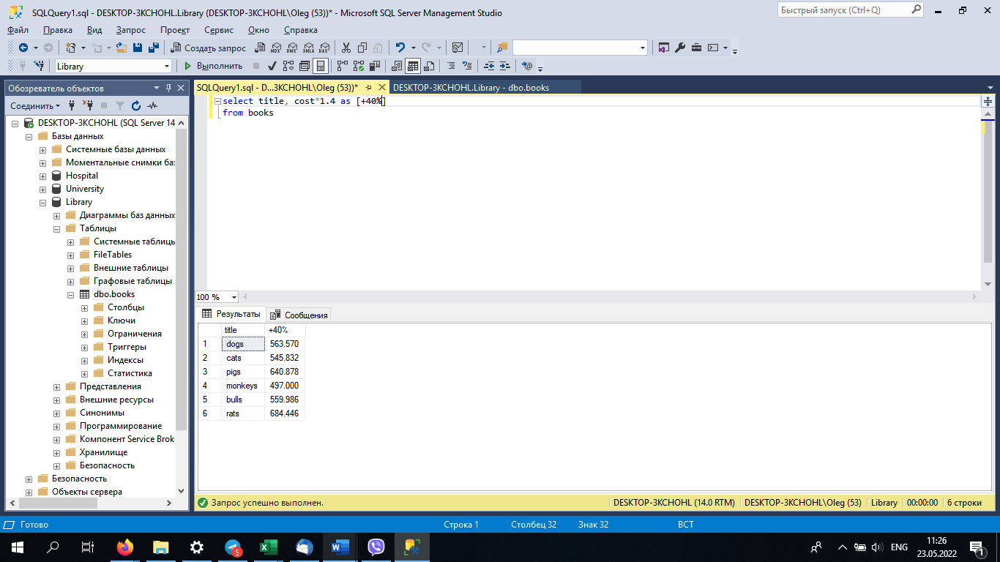 SQLQuery1.sql - DESKTOP-3KCHOHL.Library (DESKTOP-3KCHOHL\Oleg (53))* - Microsoft SQL Server Management Studio
Быстрый запуск (Ctrl+Q)
Файл Правка Вид Запрос Проект Сервис Окно Справка
Создать запрос MDX DMX XMLA DAX
Library Выполнить
Обозреватель объектов
SQLQuery1.sql - D...3KCHOHL\Oleg (53))* DESKTOP-3KCHOHL.Library - dbo.books
Соединить
select title, cost*1.4 as [+40%]
from books
DESKTOP-3KCHOHL (SQL Server 14
Базы данных
Системные базы данных
Моментальные снимки баз
Hospital
University
Library
Диаграммы баз данных
Таблицы
Системные таблицы
FileTables
Внешние таблицы
Графовые таблицы
dbo.books
Столбцы
Ключи
Ограничения
Триггеры
Индексы
Статистика
Представления
Внешние ресурсы
Синонимы
Программирование
Компонент Service Brok
Хранилище
Безопасность
Безопасность
Объекты сервера
100 %
Результаты Сообщения
title +40%
1 dogs 563.570
2 cats 545.832
3 pigs 640.878
4 monkeys 497.000
5 bulls 559.986
6 rats 684.446
Запрос успешно выполнен. DESKTOP-3KCHOHL (14.0 RTM) DESKTOP-3KCHOHL\Oleg (53) Library 00:00:00 6 строки
Готово Строка 1 Столбец 32 Знак 32 ВСТ
5
ENG
11:26
23.05.2022
1